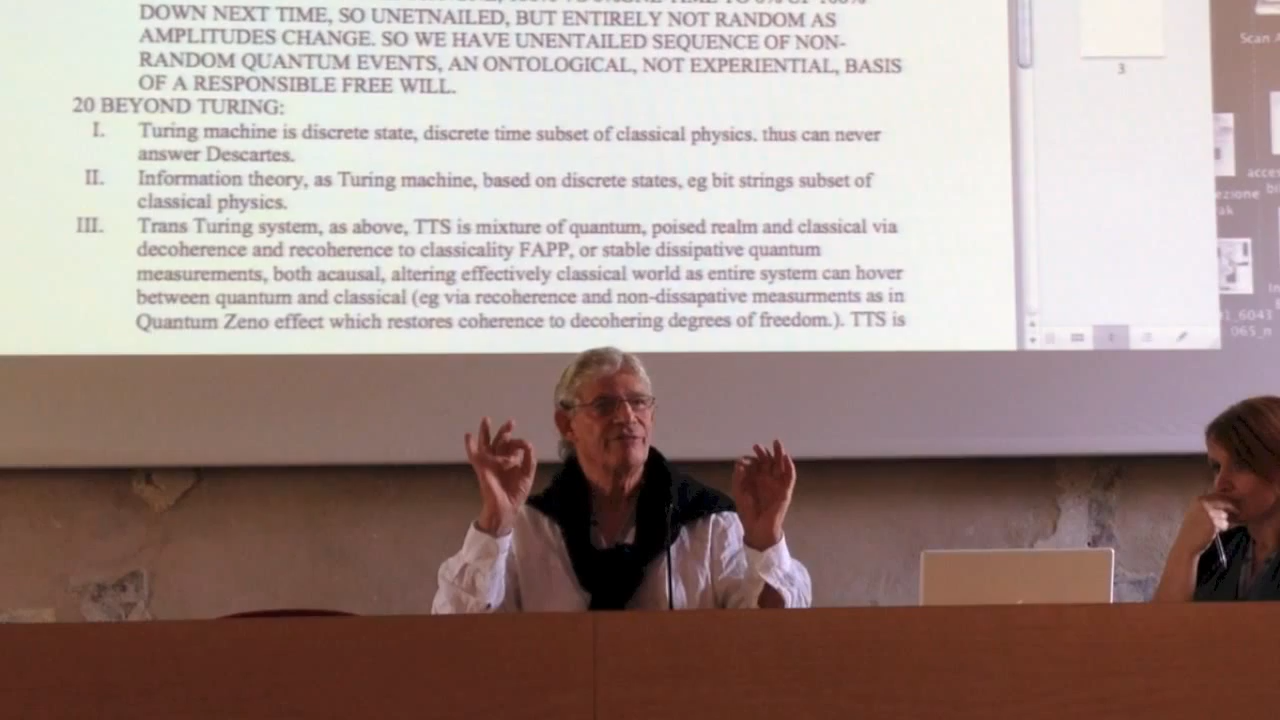 DOWN NEXT TIME, SO UNETNAILED, BUT ENTIRELY NOT RANDOM AS
AMPLITUDES CHANGE. SO WE HAVE UNENTAILED SEQUENCE OF NON-
RANDOM QUANTUM EVENTS, AN ONTOLOGICAL, NOT EXPERIENTIAL, BASIS
OF A RESPONSIBLE FREE WILL.
20 BEYOND TURING:
I. Turing machine is discrete state, discrete time subset of classical physics. thus can never
answer Descartes.
II. Information theory, as Turing machine, based on discrete states, eg bit strings subset of
classical physics.
III. Trans Turing system, as above, TTS is mixture of quantum, poised realm and classical via
decoherence and recoherence to classicality FAPP, or stable dissipative quantum
measurements, both acausal, altering effectively classical world as entire system can hover
between quantum and classical (eg via recoherence and non-dissapative measurments as in
Quantum Zeno effect which restores coherence to decohering degrees of freedom.). TTS is
3
Scan